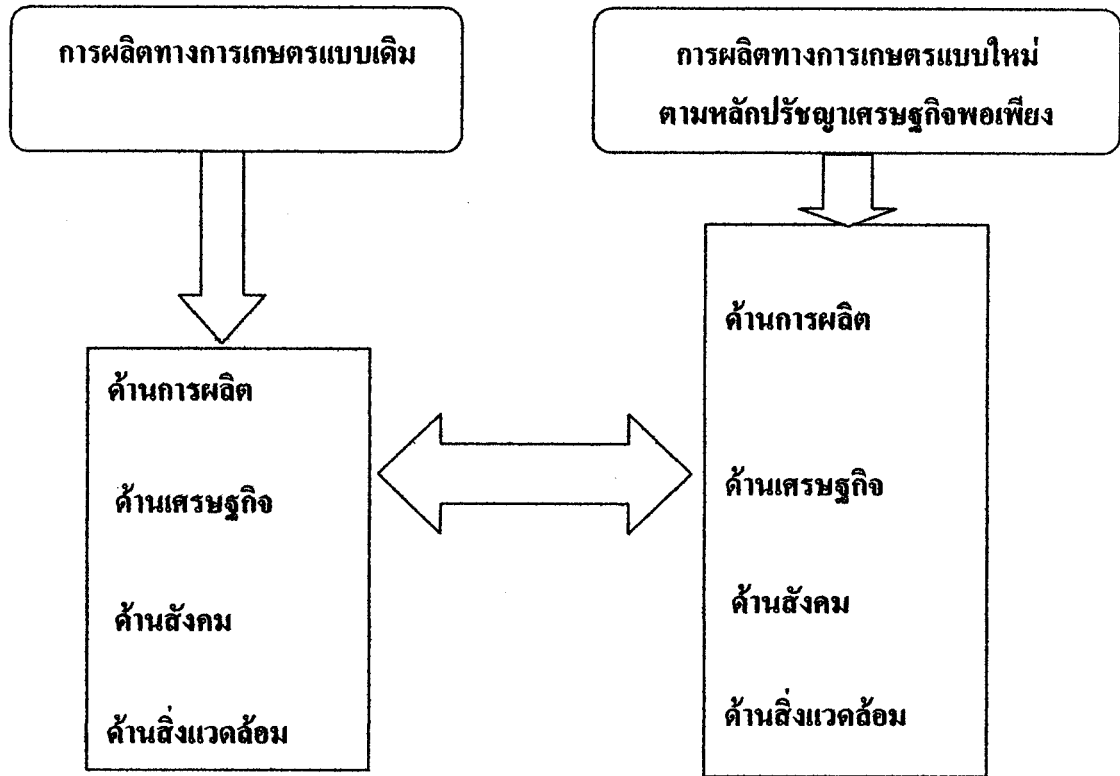 การผลิตทางการเกษตรแบบเดิม
การผลิตทางการเกษตรแบบใหม่
ตามหลักปรัชญาเศรษฐกิจพอเพียง
ด้านการผลิต
ด้านเศรษฐกิจ
ด้านสังคม
ด้านสิ่งแวดล้อม
ด้านการผลิต
ด้านเศรษฐกิจ
ด้านสังคม
ด้านสิ่งแวดล้อม